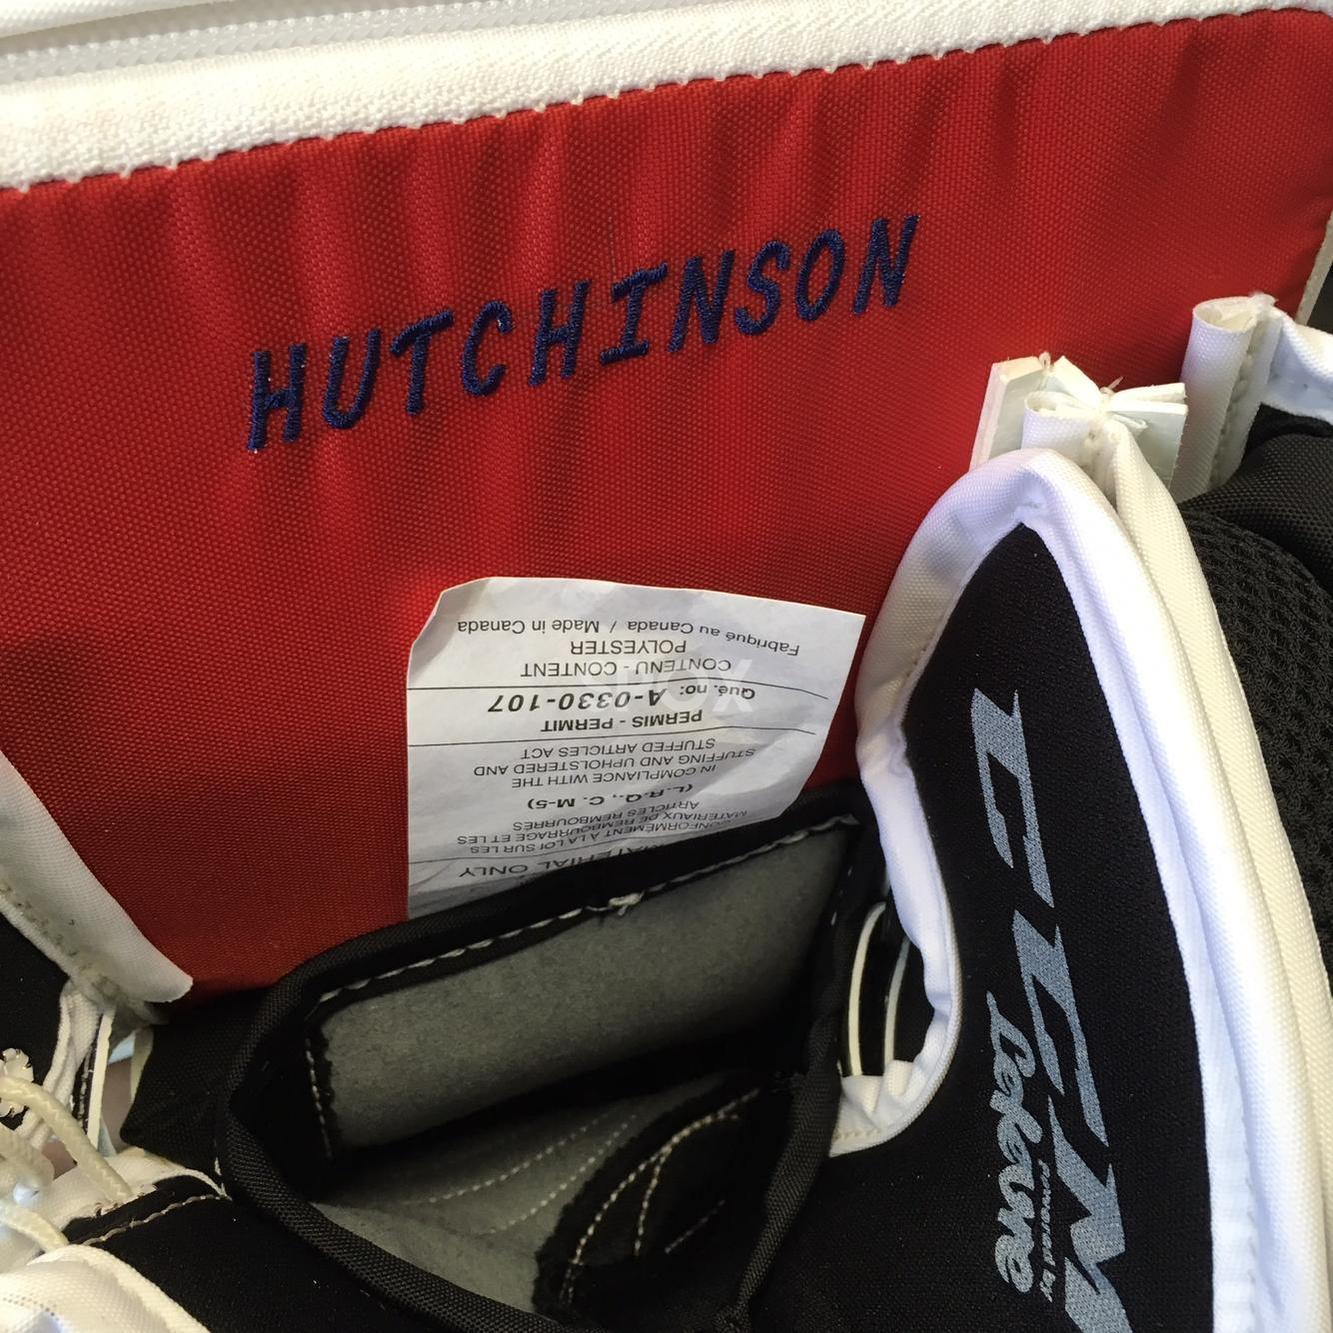 HUTCHINSON
MATERIAL ONLY
CONFORMÉMENT À LA LOI SUR LES
MATÉRIAUX DE REMBOURRAGE ET LES
ARTICLES REMBOURRÉS
(L.R.Q., C. M-5)
IN COMPLIANCE WITH THE
STUFFING AND UPHOLSTERED AND
STUFFED ARTICLES ACT
PERMIS - PERMIT
Qué. no: A-0330-107
CONTENU - CONTENT
POLYESTER
Fabriqué au Canada / Made in Canada
CCM
Powered by
Lefevre